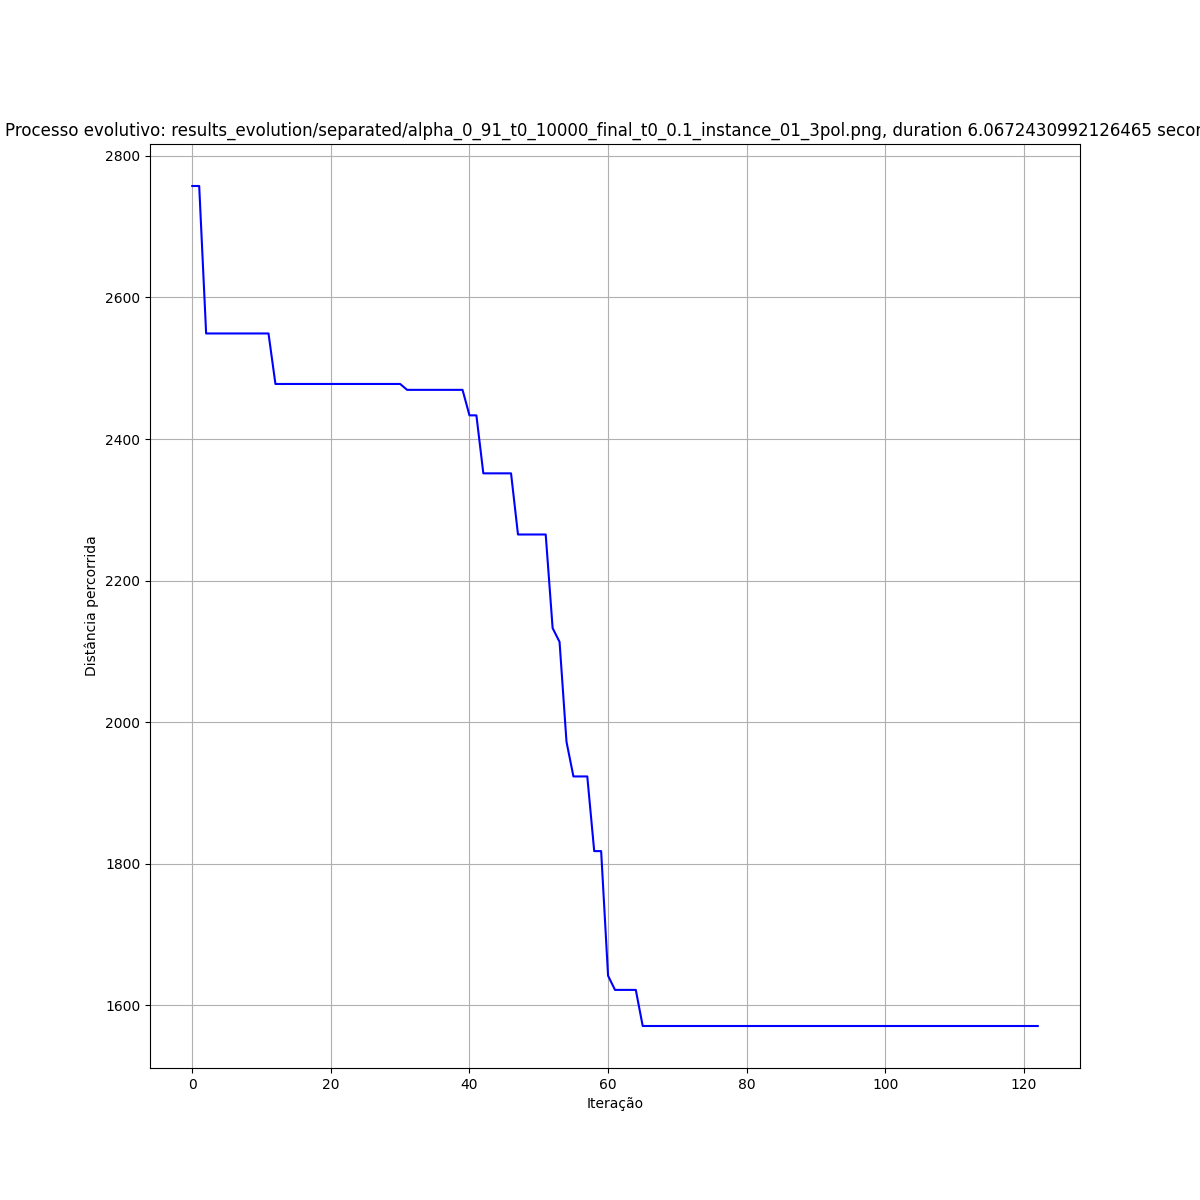 Processo evolutivo: results_evolution/separated/alpha_0_91_t0_10000_final_t0_0.1_instance_01_3pol.png, duration 6.0672430992126465
2800
2600
2400
2200
2000
1800
1600
Distância percorrida
0 20 40 60 80 100 120
Iteração